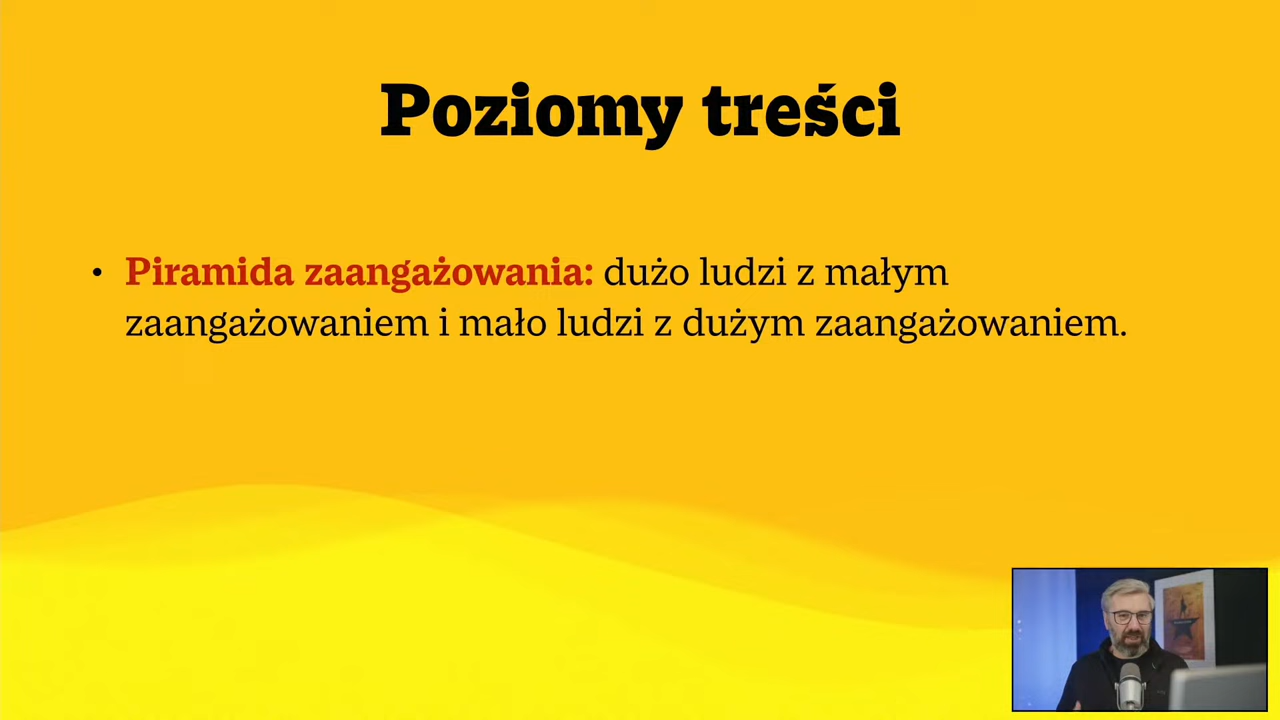 Poziomy treści
• Piramida zaangażowania: dużo ludzi z małym
zaangażowaniem i mało ludzi z dużym zaangażowaniem.